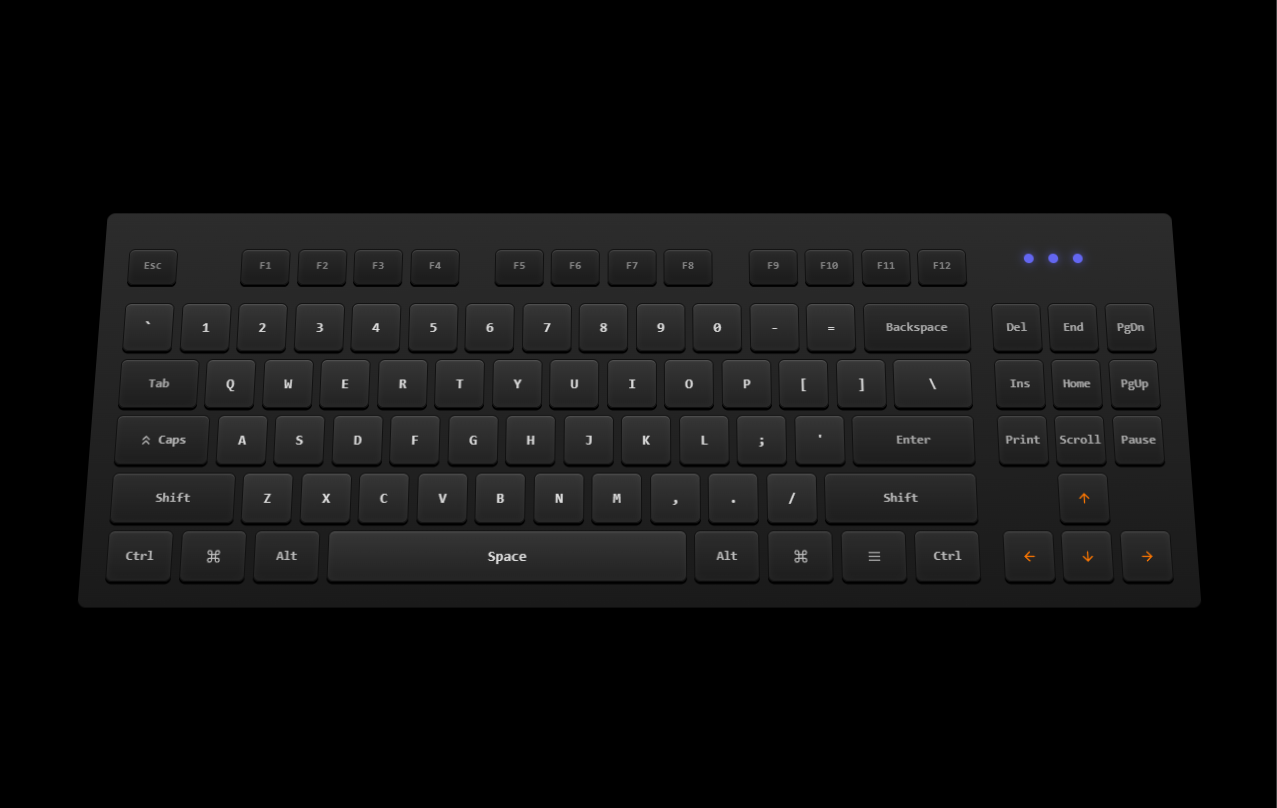 Esc F1 F2 F3 F4 F5 F6 F7 F8 F9 F10 F11 F12
` 1 2 3 4 5 6 7 8 9 0 - = Backspace Del End PgDn
Tab Q W E R T Y U I O P [ ] \ Ins Home PgUp
Caps A S D F G H J K L ; ' Enter Print Scroll Pause
Shift Z X C V B N M , . / Shift ↑
Ctrl ⌘ Alt Space Alt ⌘ ☰ Ctrl ← ↓ →